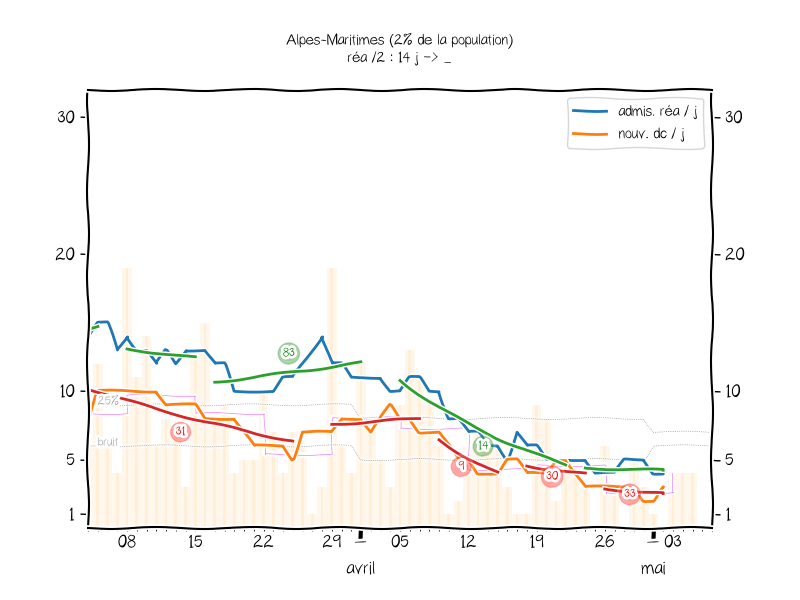 Alpes-Maritimes (2% de la population)
réa /2 : 14 j -> _
admis. réa / j
nouv. dc / j
30 30
20 20
10 10
5 5
1 1
25%
bruit
83
31
14
9
30
33
08 15 22 29 05 12 19 26 03
avril mai